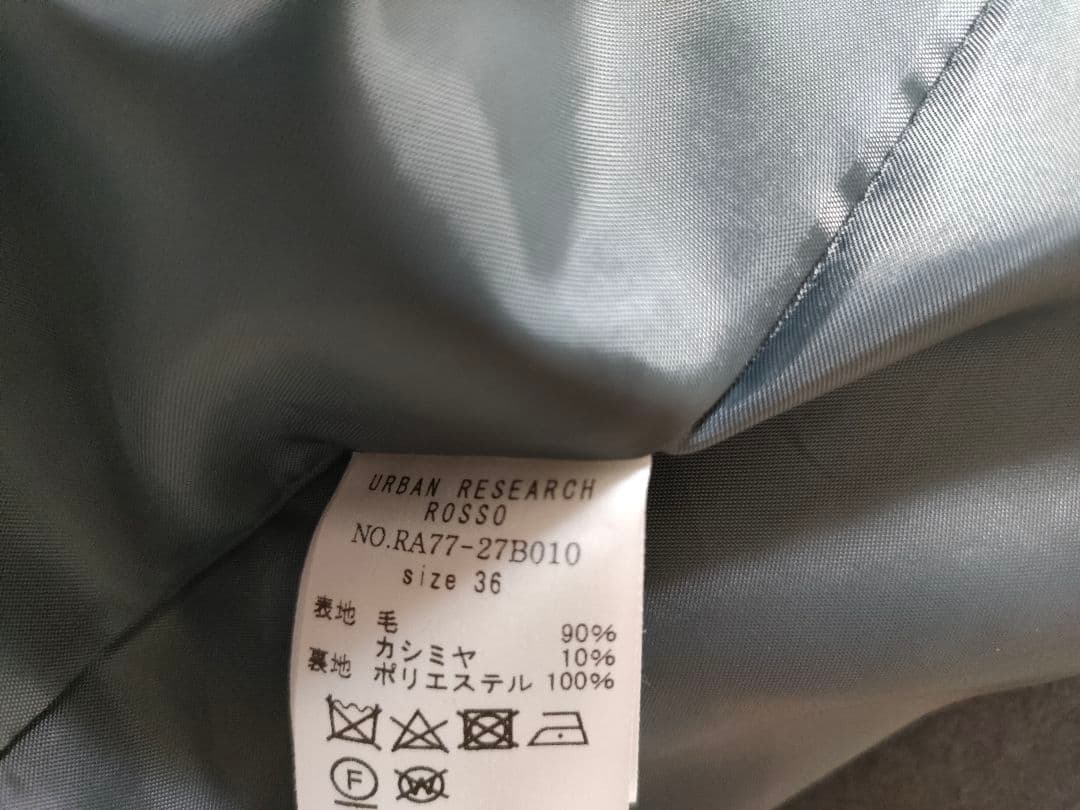 URBAN RESEARCH
ROSSO
NO.RA77-27B010
size 36
表地 毛 90%
カシミヤ 10%
裏地 ポリエステル 100%
F
W